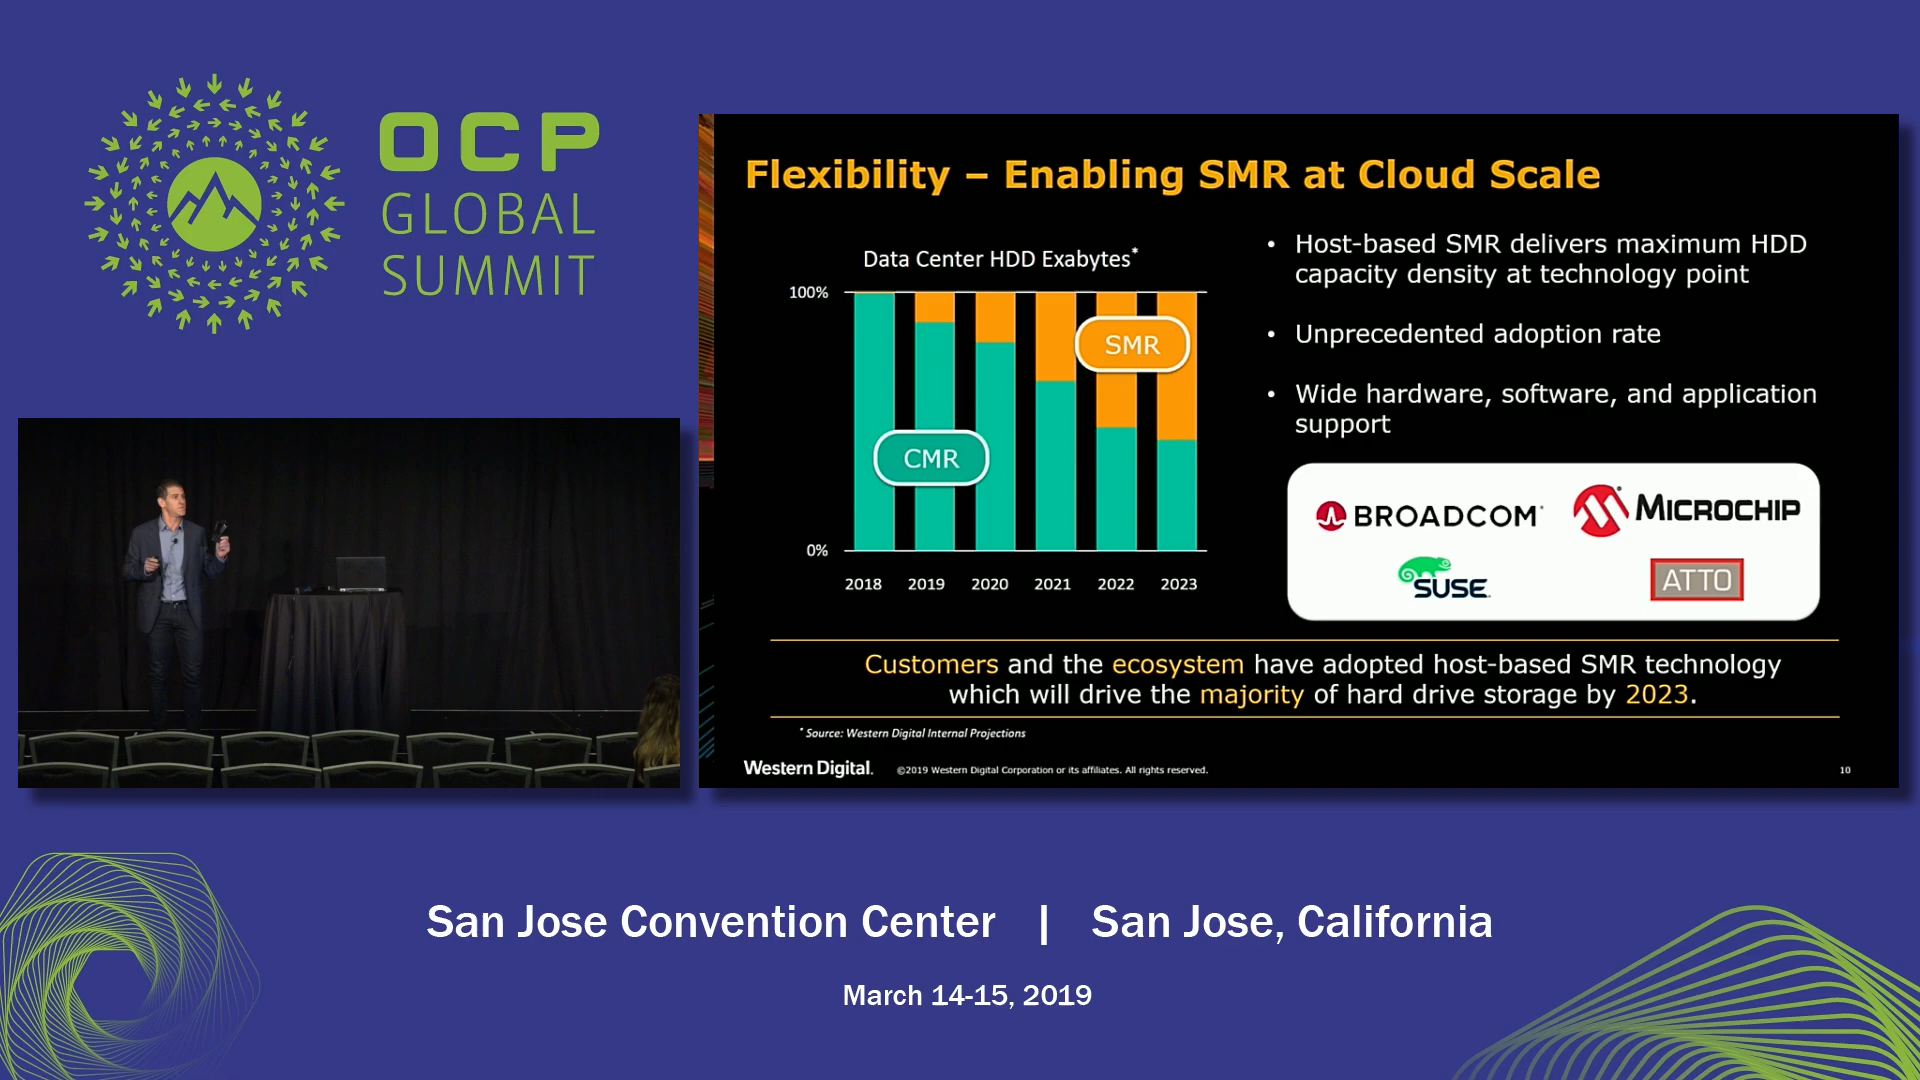 OCP
GLOBAL
SUMMIT
Flexibility – Enabling SMR at Cloud Scale
Data Center HDD Exabytes*
100%
SMR
CMR
0%
2018 2019 2020 2021 2022 2023
• Host-based SMR delivers maximum HDD
capacity density at technology point
• Unprecedented adoption rate
• Wide hardware, software, and application
support
BROADCOM
MICROCHIP
SUSE
ATTO
Customers and the ecosystem have adopted host-based SMR technology
which will drive the majority of hard drive storage by 2023.
* Source: Western Digital Internal Projections
Western Digital. ©2019 Western Digital Corporation or its affiliates. All rights reserved. 10
San Jose Convention Center | San Jose, California
March 14-15, 2019